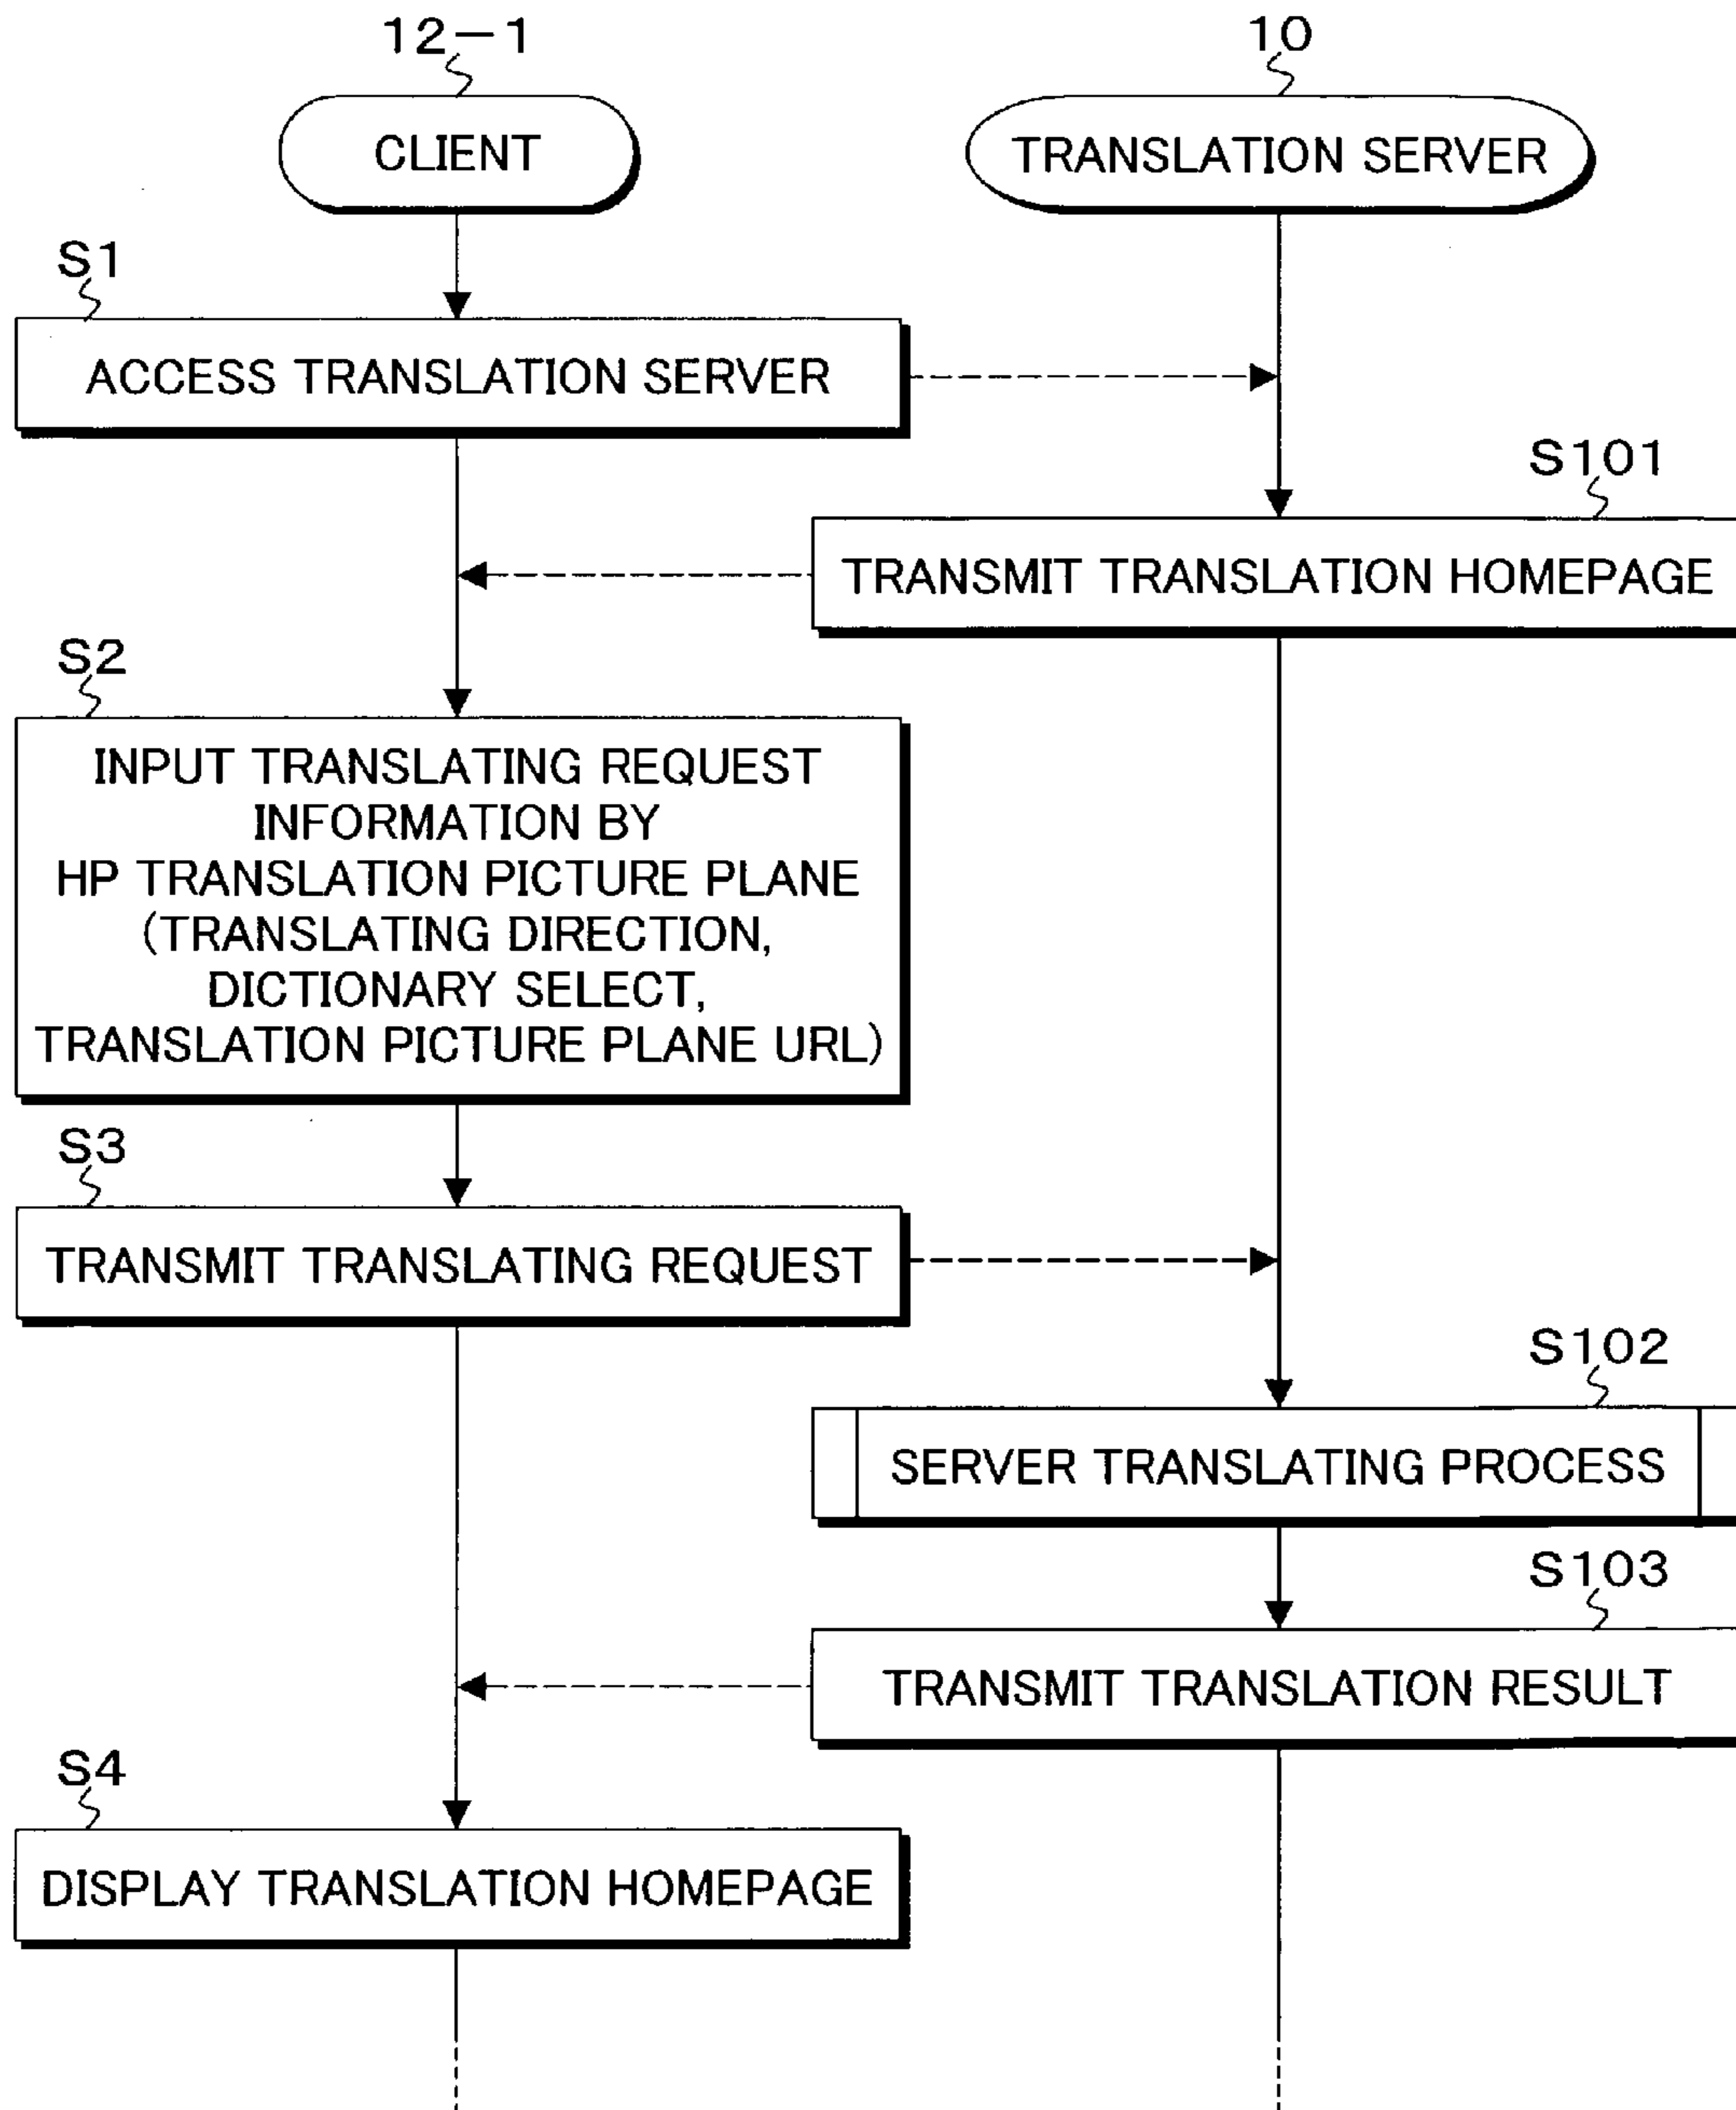 12-1
10
CLIENT
TRANSLATION SERVER
S1
ACCESS TRANSLATION SERVER
S101
TRANSMIT TRANSLATION HOMEPAGE
S2
INPUT TRANSLATING REQUEST
INFORMATION BY
HP TRANSLATION PICTURE PLANE
(TRANSLATING DIRECTION,
DICTIONARY SELECT,
TRANSLATION PICTURE PLANE URL)
S3
TRANSMIT TRANSLATING REQUEST
S102
SERVER TRANSLATING PROCESS
S103
TRANSMIT TRANSLATION RESULT
S4
DISPLAY TRANSLATION HOMEPAGE